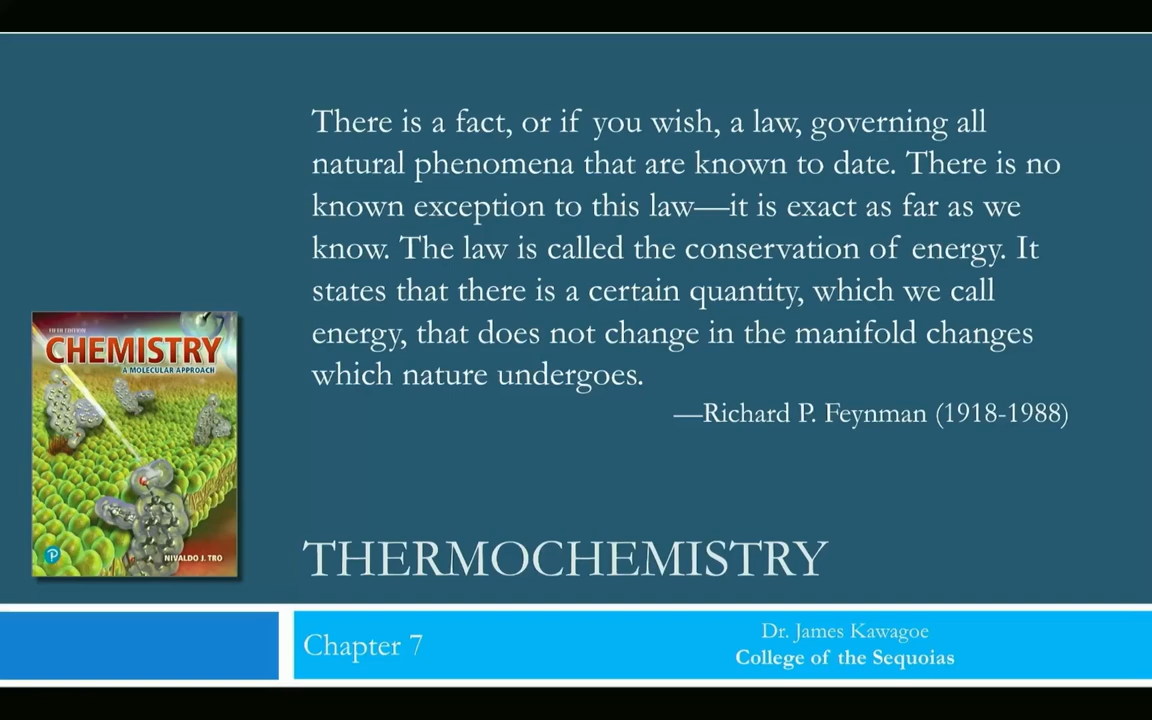 There is a fact, or if you wish, a law, governing all
natural phenomena that are known to date. There is no
known exception to this law—it is exact as far as we
know. The law is called the conservation of energy. It
states that there is a certain quantity, which we call
energy, that does not change in the manifold changes
which nature undergoes.
—Richard P. Feynman (1918-1988)
FIFTH EDITION
CHEMISTRY
A MOLECULAR APPROACH
P
NIVALDO J. TRO
THERMOCHEMISTRY
Chapter 7
Dr. James Kawagoe
College of the Sequoias